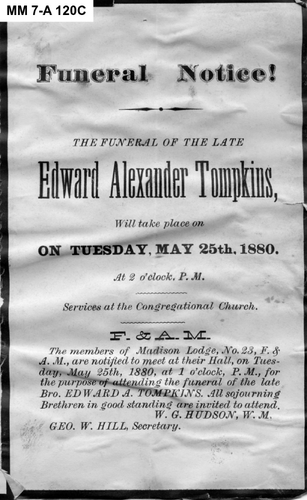 MM 7-A 120C
Funeral Notice!
THE FUNERAL OF THE LATE
Edward Alexander Tompkins,
Will take place on
ON TUESDAY, MAY 25th, 1880.
At 2 o'clock, P. M.
Services at the Congregational Church.
F. & A. M.
The members of Madison Lodge, No. 23, F. &
A. M., are notified to meet at their Hall, on Tues-
day, May 25th, 1880, at 1 o'clock, P. M., for
the purpose of attending the funeral of the late
Bro. EDWARD A. TOMPKINS. All sojourning
Brethren in good standing are invited to attend.
W. G. HUDSON, W. M.
GEO. W. HILL, Secretary.